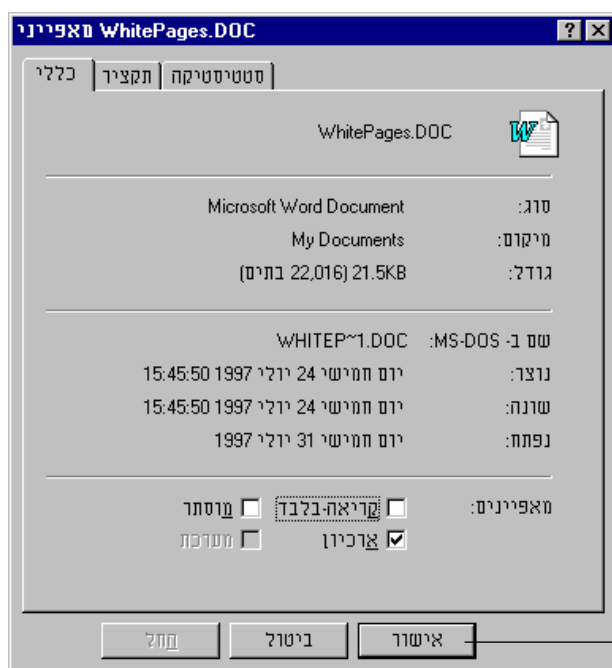 מאפייני WhitePages.DOC
כללי תקציר סטטיסטיקה
WhitePages.DOC
סוג: Microsoft Word Document
מיקום: My Documents
גודל: 21.5KB (22,016 בתים)
שם ב- MS-DOS: WHITEP~1.DOC
נוצר: יום חמישי 24 יולי 1997 15:45:50
שונה: יום חמישי 24 יולי 1997 15:45:50
נפתח: יום חמישי 31 יולי 1997
מאפיינים: קריאה-בלבד מוסתר
ארכיון מערכת
אישור ביטול החל